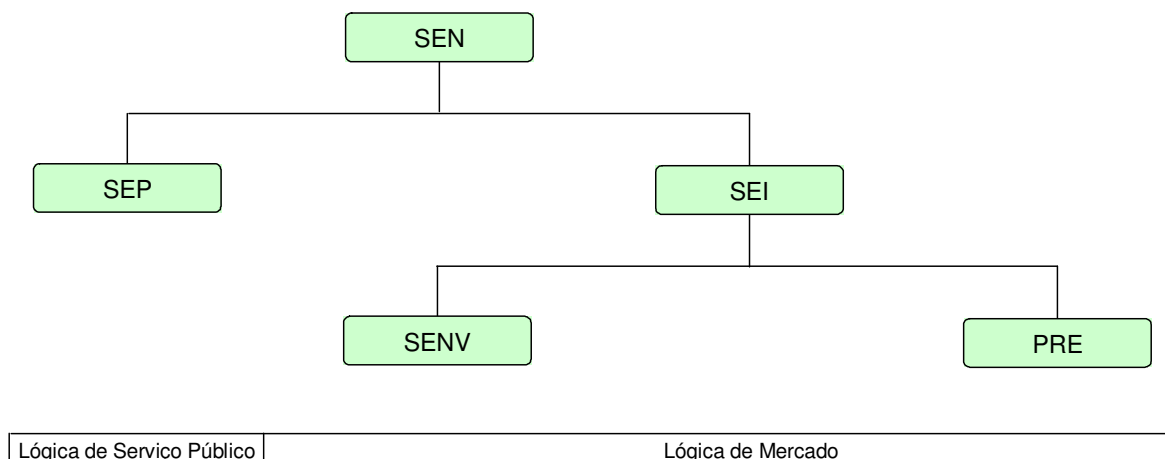 SEN
SEP
SEI
SENV
PRE
Lógica de Serviço Público
Lógica de Mercado